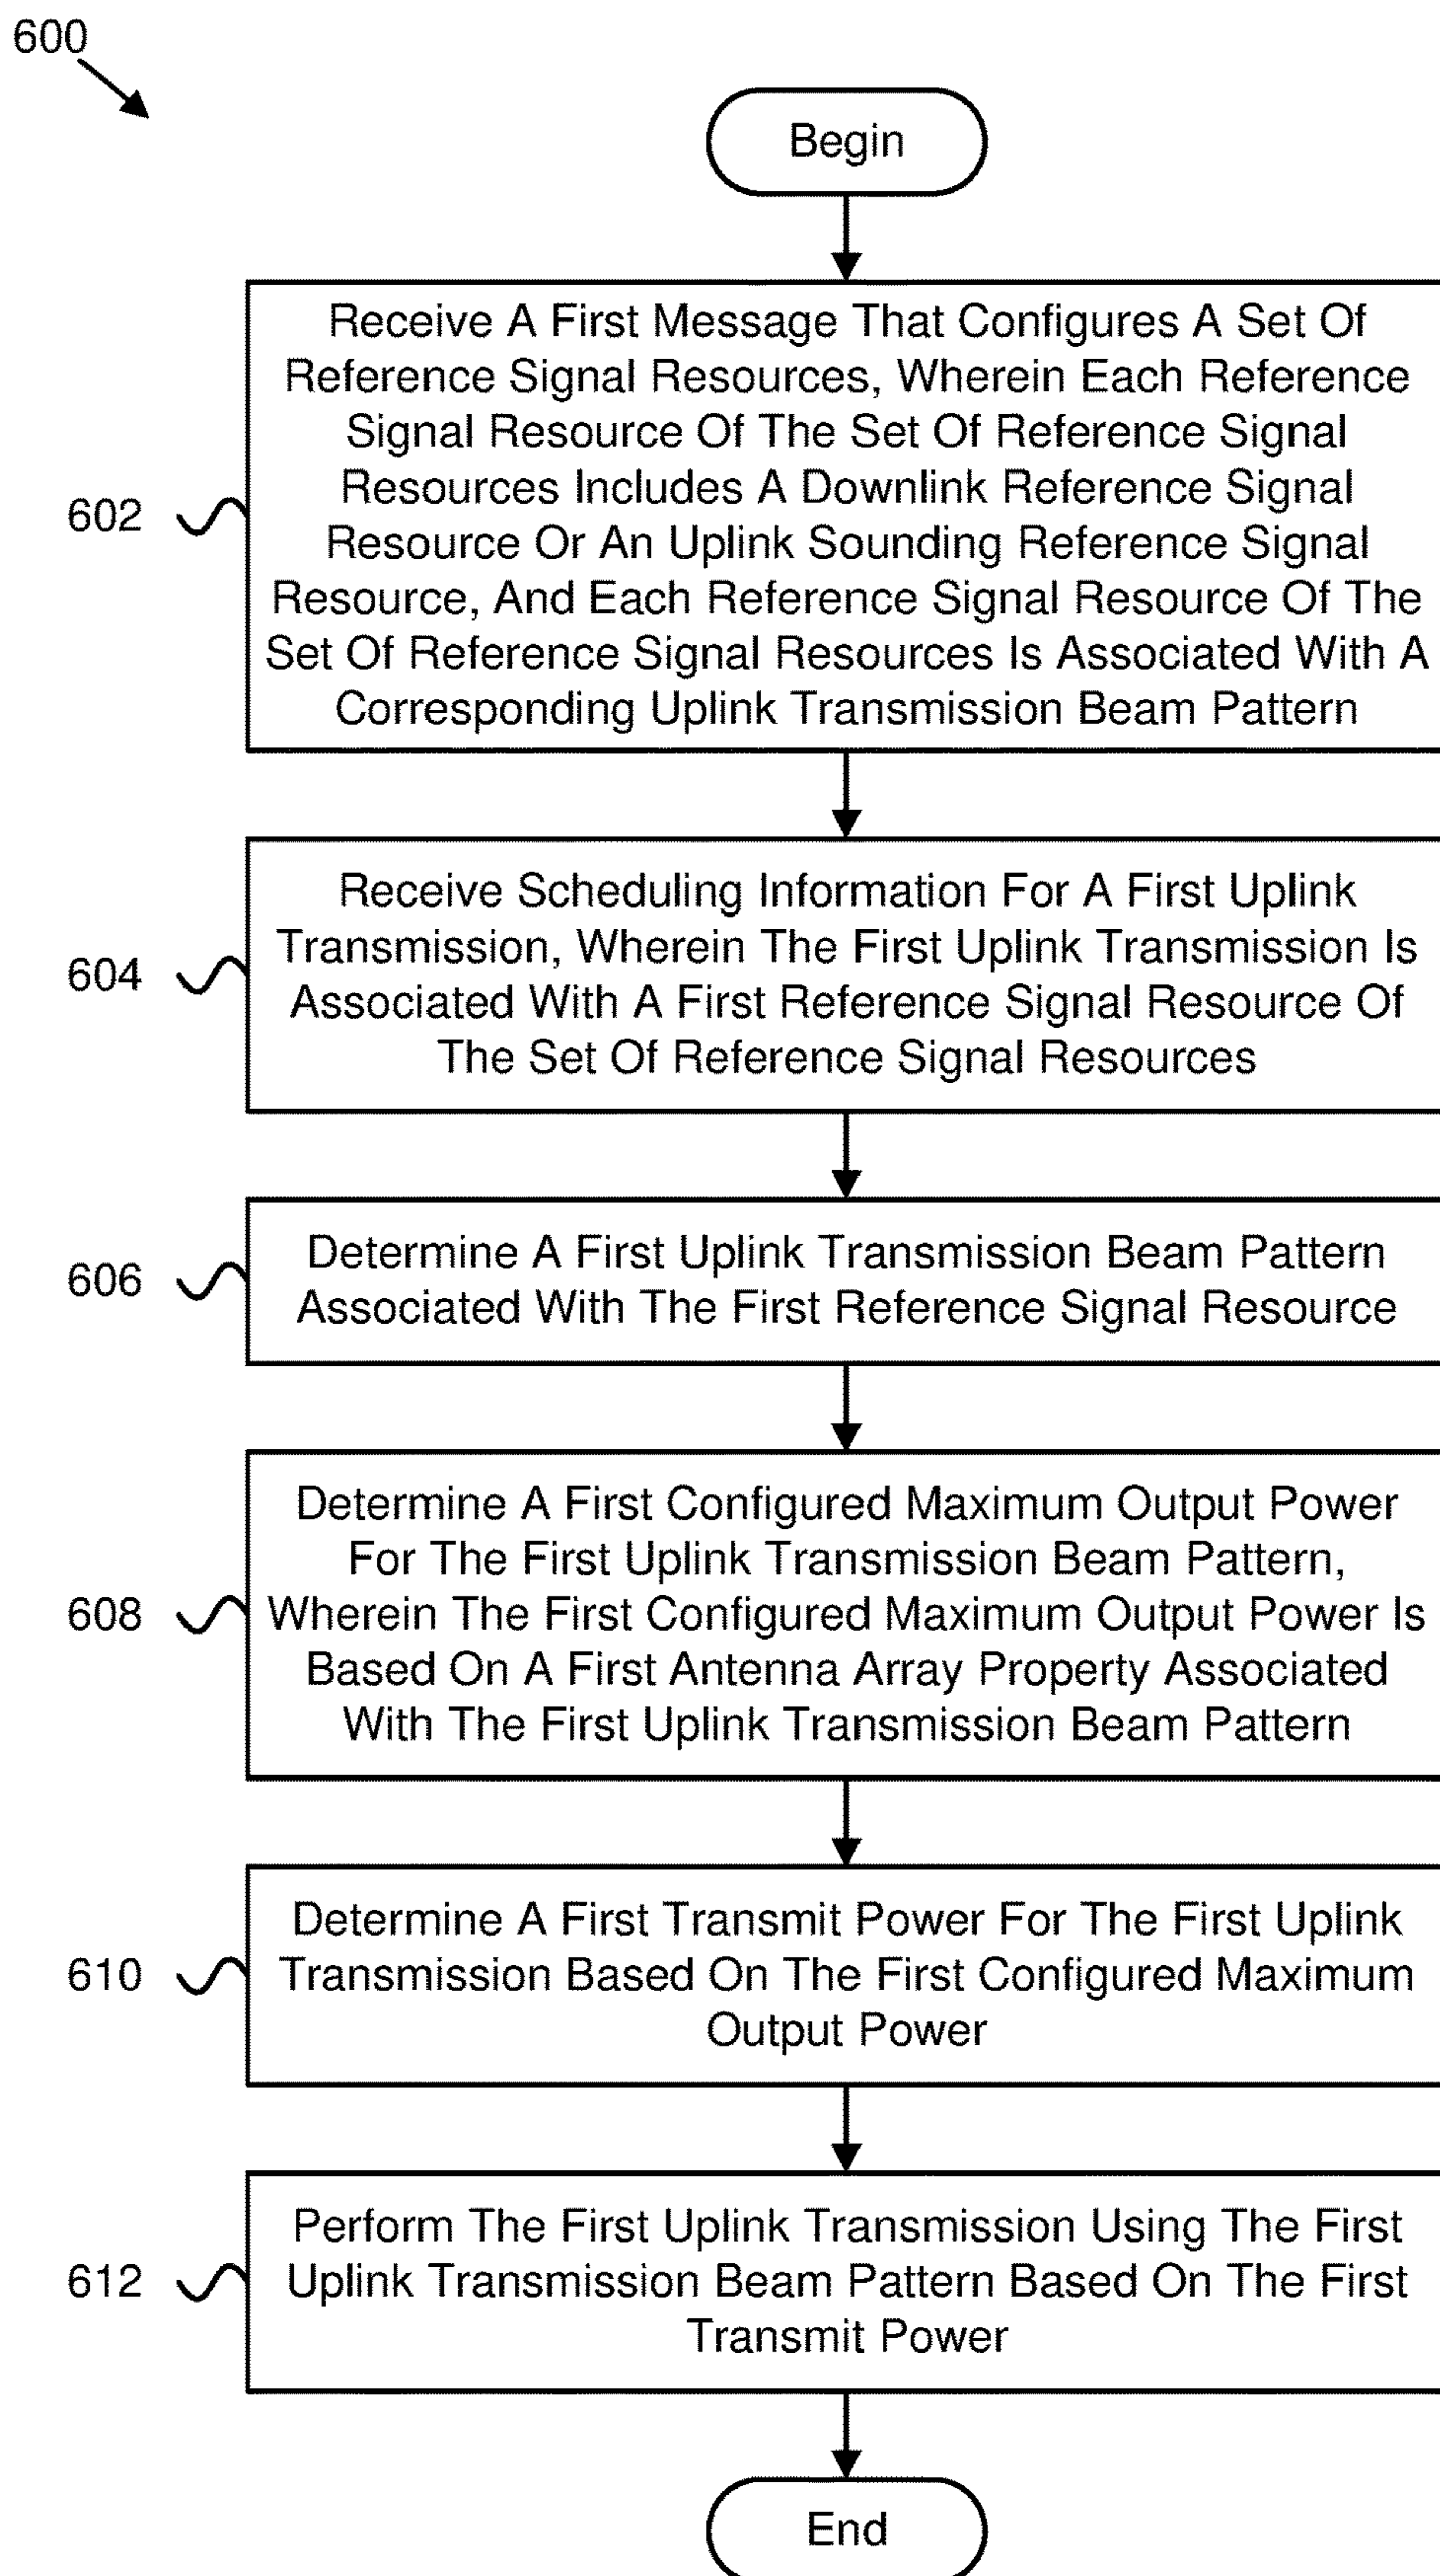 600
Begin
602
Receive A First Message That Configures A Set Of
Reference Signal Resources, Wherein Each Reference
Signal Resource Of The Set Of Reference Signal
Resources Includes A Downlink Reference Signal
Resource Or An Uplink Sounding Reference Signal
Resource, And Each Reference Signal Resource Of The
Set Of Reference Signal Resources Is Associated With A
Corresponding Uplink Transmission Beam Pattern
604
Receive Scheduling Information For A First Uplink
Transmission, Wherein The First Uplink Transmission Is
Associated With A First Reference Signal Resource Of
The Set Of Reference Signal Resources
606
Determine A First Uplink Transmission Beam Pattern
Associated With The First Reference Signal Resource
608
Determine A First Configured Maximum Output Power
For The First Uplink Transmission Beam Pattern,
Wherein The First Configured Maximum Output Power Is
Based On A First Antenna Array Property Associated
With The First Uplink Transmission Beam Pattern
610
Determine A First Transmit Power For The First Uplink
Transmission Based On The First Configured Maximum
Output Power
612
Perform The First Uplink Transmission Using The First
Uplink Transmission Beam Pattern Based On The First
Transmit Power
End